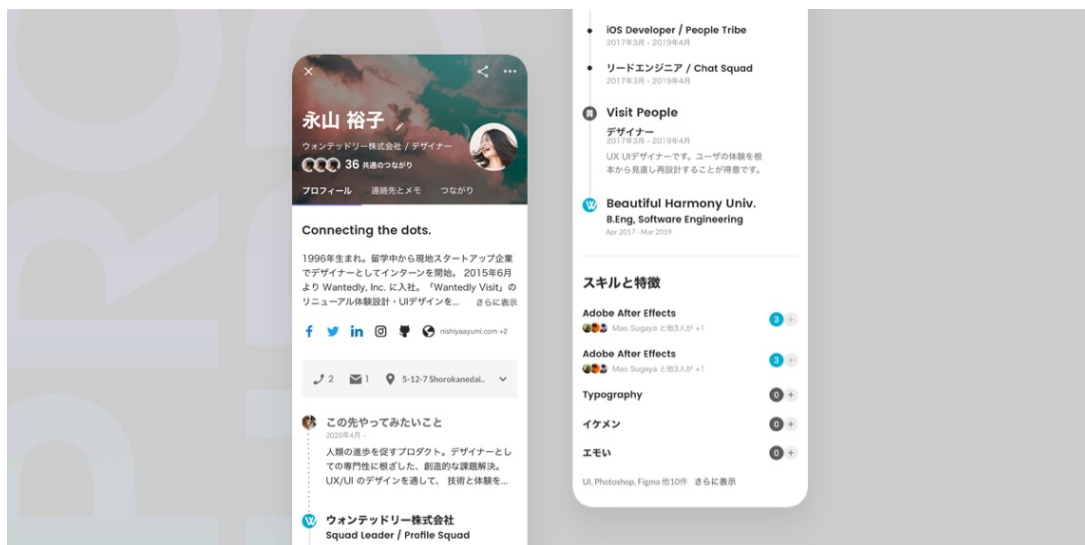 永山 裕子
ウォンテッドリー株式会社 / デザイナー
36 共通のつながり
プロフィール 連絡先とメモ つながり
Connecting the dots.
1996年生まれ。留学中から現地スタートアップ企業
でデザイナーとしてインターンを開始。 2015年6月
より Wantedly, Inc. に入社。「Wantedly Visit」の
リニューアル体験設計・UIデザインを... さらに表示
nishiyaayumi.com +2
2 1 5-12-7 Shorokanedai..
この先やってみたいこと
2020年4月 -
人類の進歩を促すプロダクト。デザイナーとし
ての専門性に根ざした、創造的な課題解決。
UX/UI のデザインを通して、 技術と体験を...
ウォンテッドリー株式会社
Squad Leader / Profile Squad
iOS Developer / People Tribe
2017年3月 - 2019年4月
リードエンジニア / Chat Squad
2017年3月 - 2019年4月
Visit People
デザイナー
2017年3月 - 2019年4月
UX UIデザイナーです。ユーザの体験を根
本から見直し再設計することが得意です。
Beautiful Harmony Univ.
B.Eng, Software Engineering
Apr 2017 - Mar 2019
スキルと特徴
Adobe After Effects
3 +
Mao Sugaya と他3人が +1
Adobe After Effects
3 +
Mao Sugaya と他3人が +1
Typography 0 +
イケメン 0 +
エモい 0 +
UI, Photoshop, Figma 他10件 さらに表示